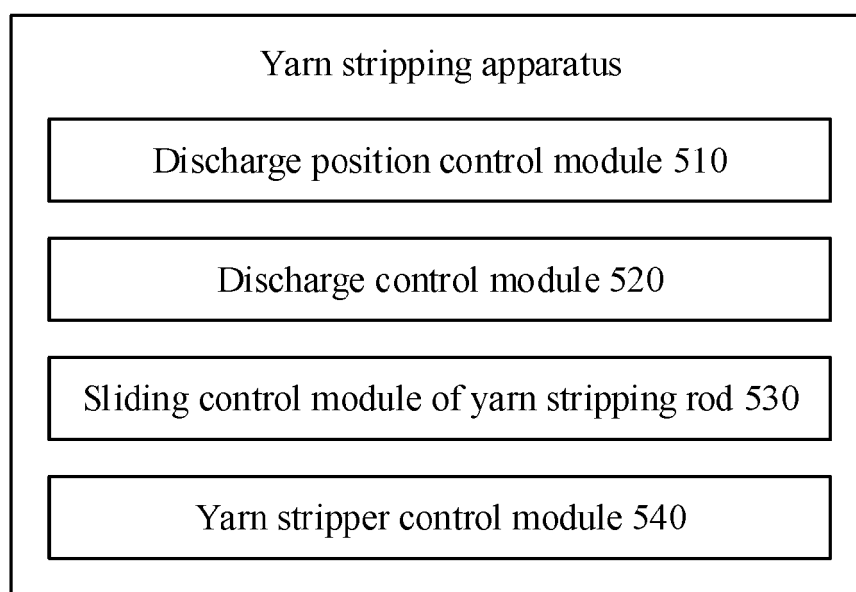 Yarn stripping apparatus
Discharge position control module 510
Discharge control module 520
Sliding control module of yarn stripping rod 530
Yarn stripper control module 540